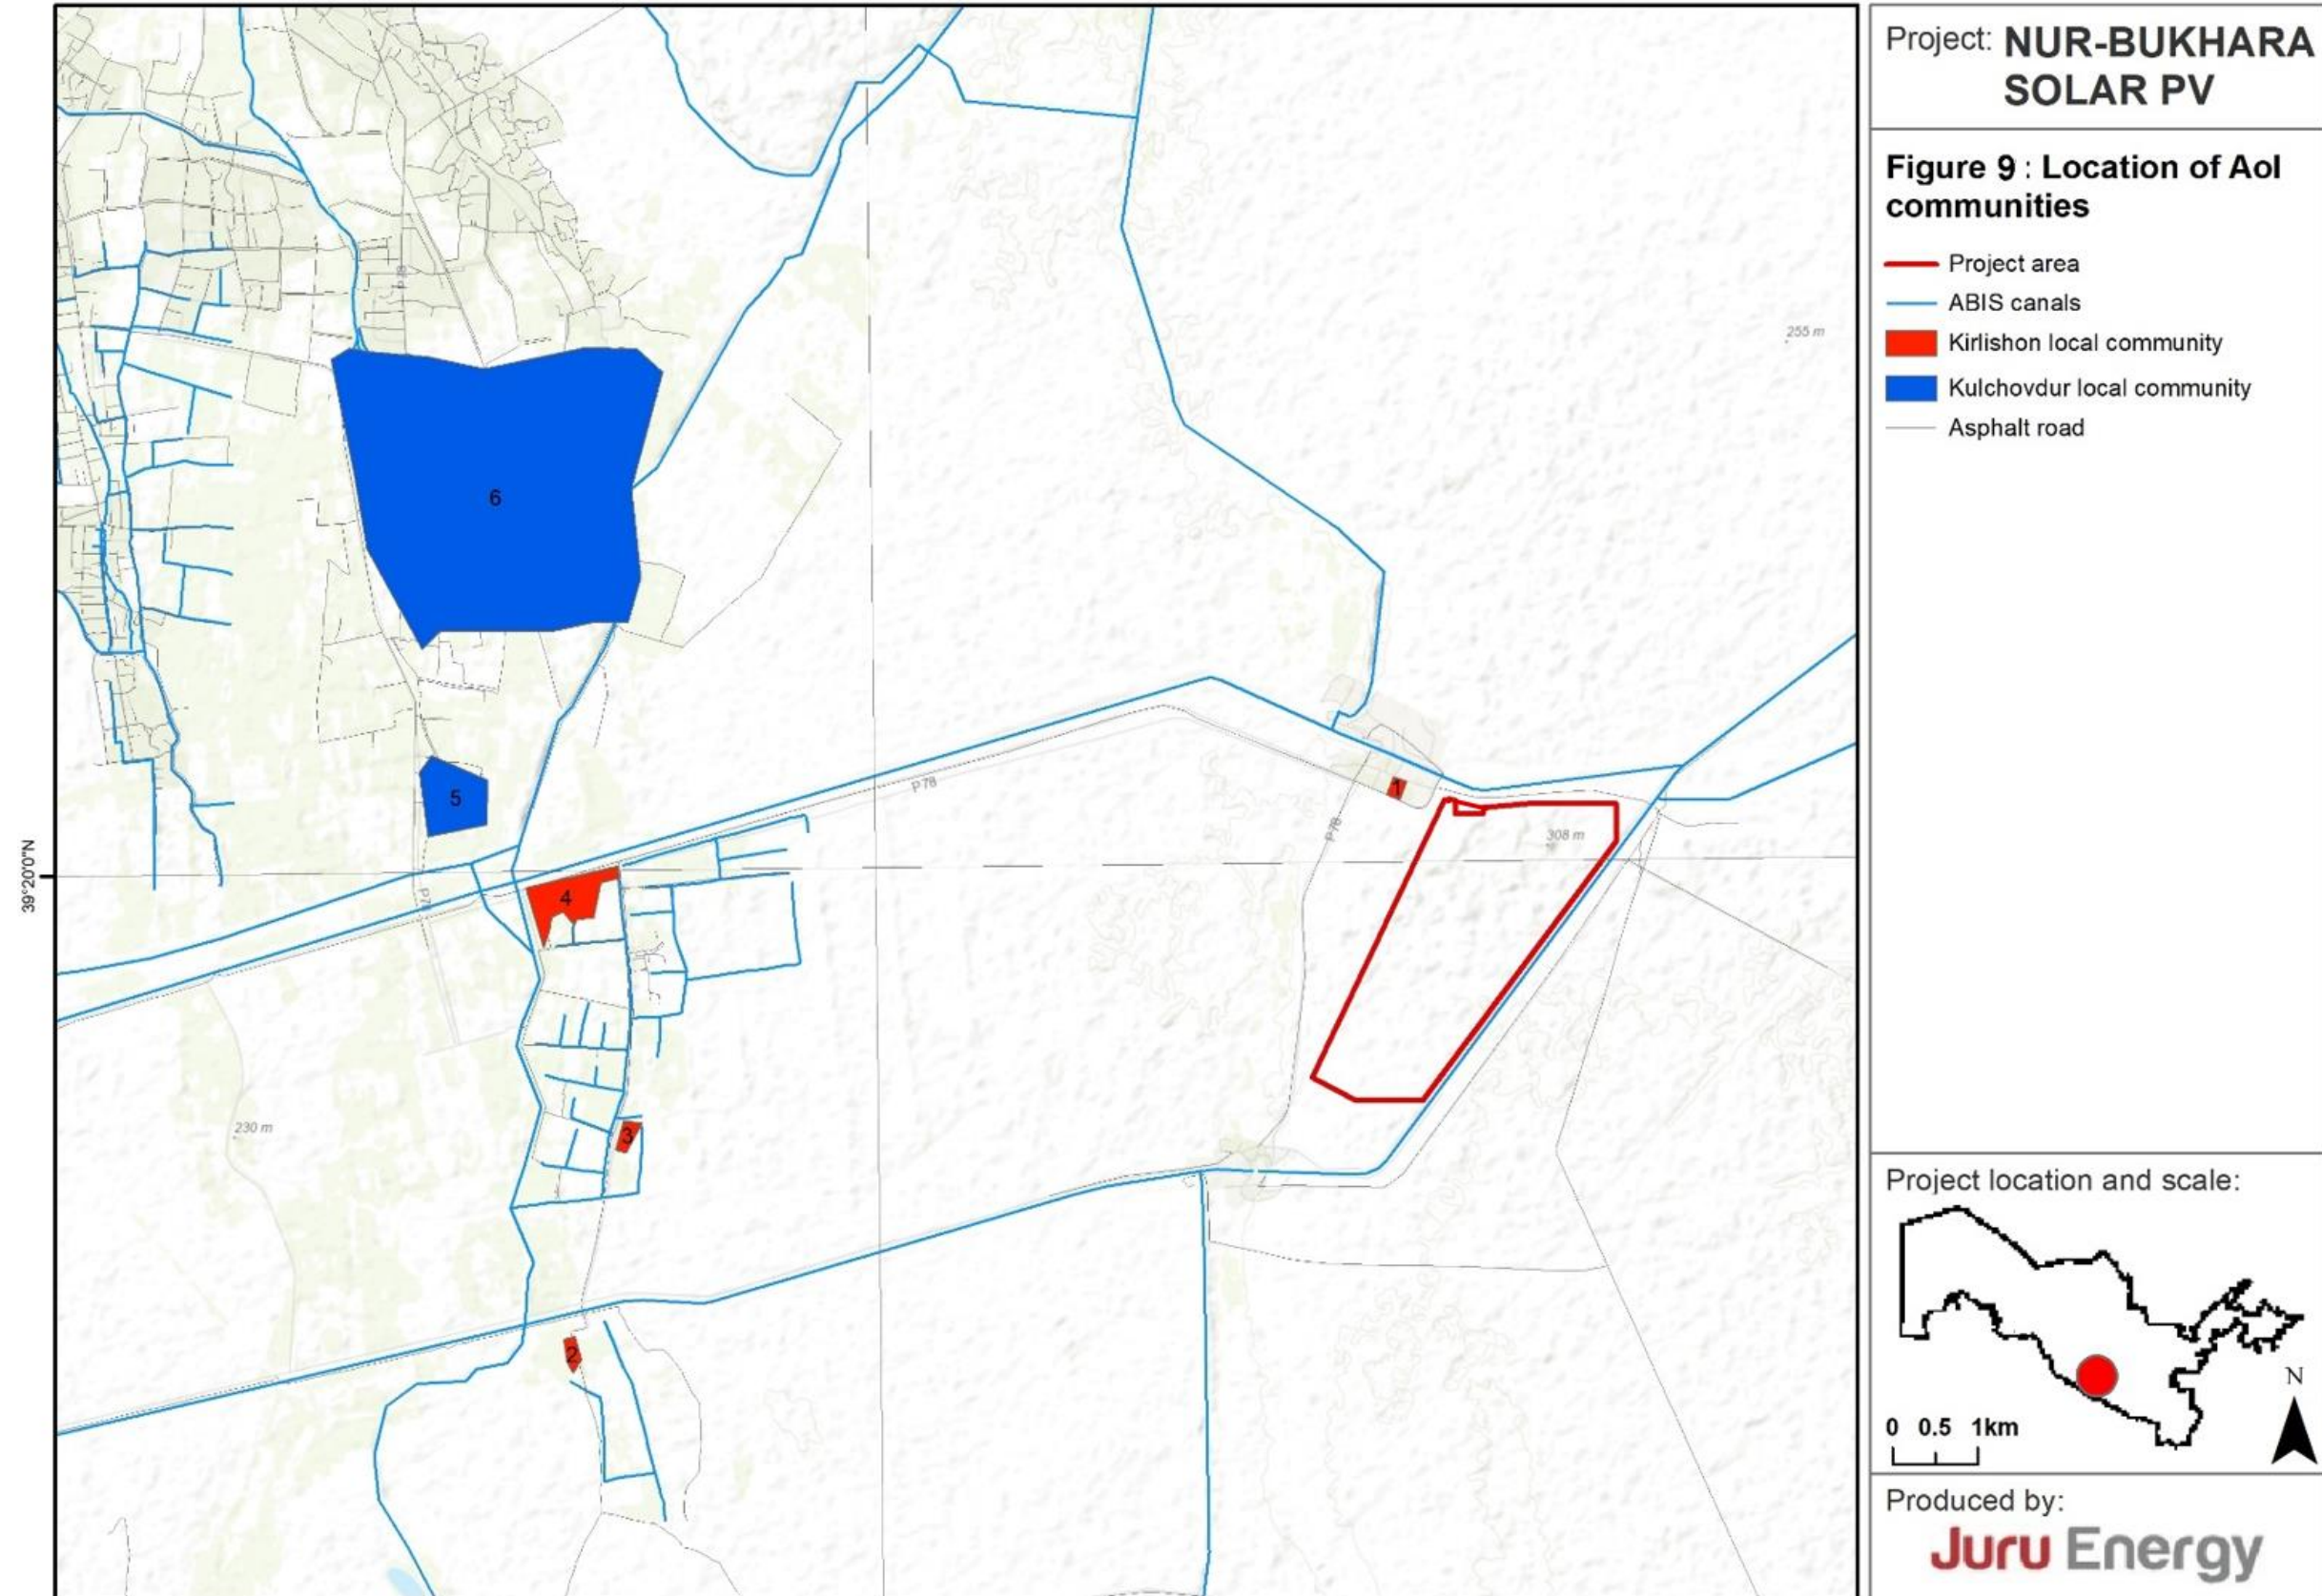 Project: NUR-BUKHARA
SOLAR PV
Figure 9 : Location of AoI
communities
Project area
ABIS canals
Kirlishon local community
Kulchovdur local community
Asphalt road
255 m
6
P78
1
5
P78
308 m
39°2'0"N
4
3
230 m
2
Project location and scale:
N
0 0.5 1km
Produced by:
Juru Energy